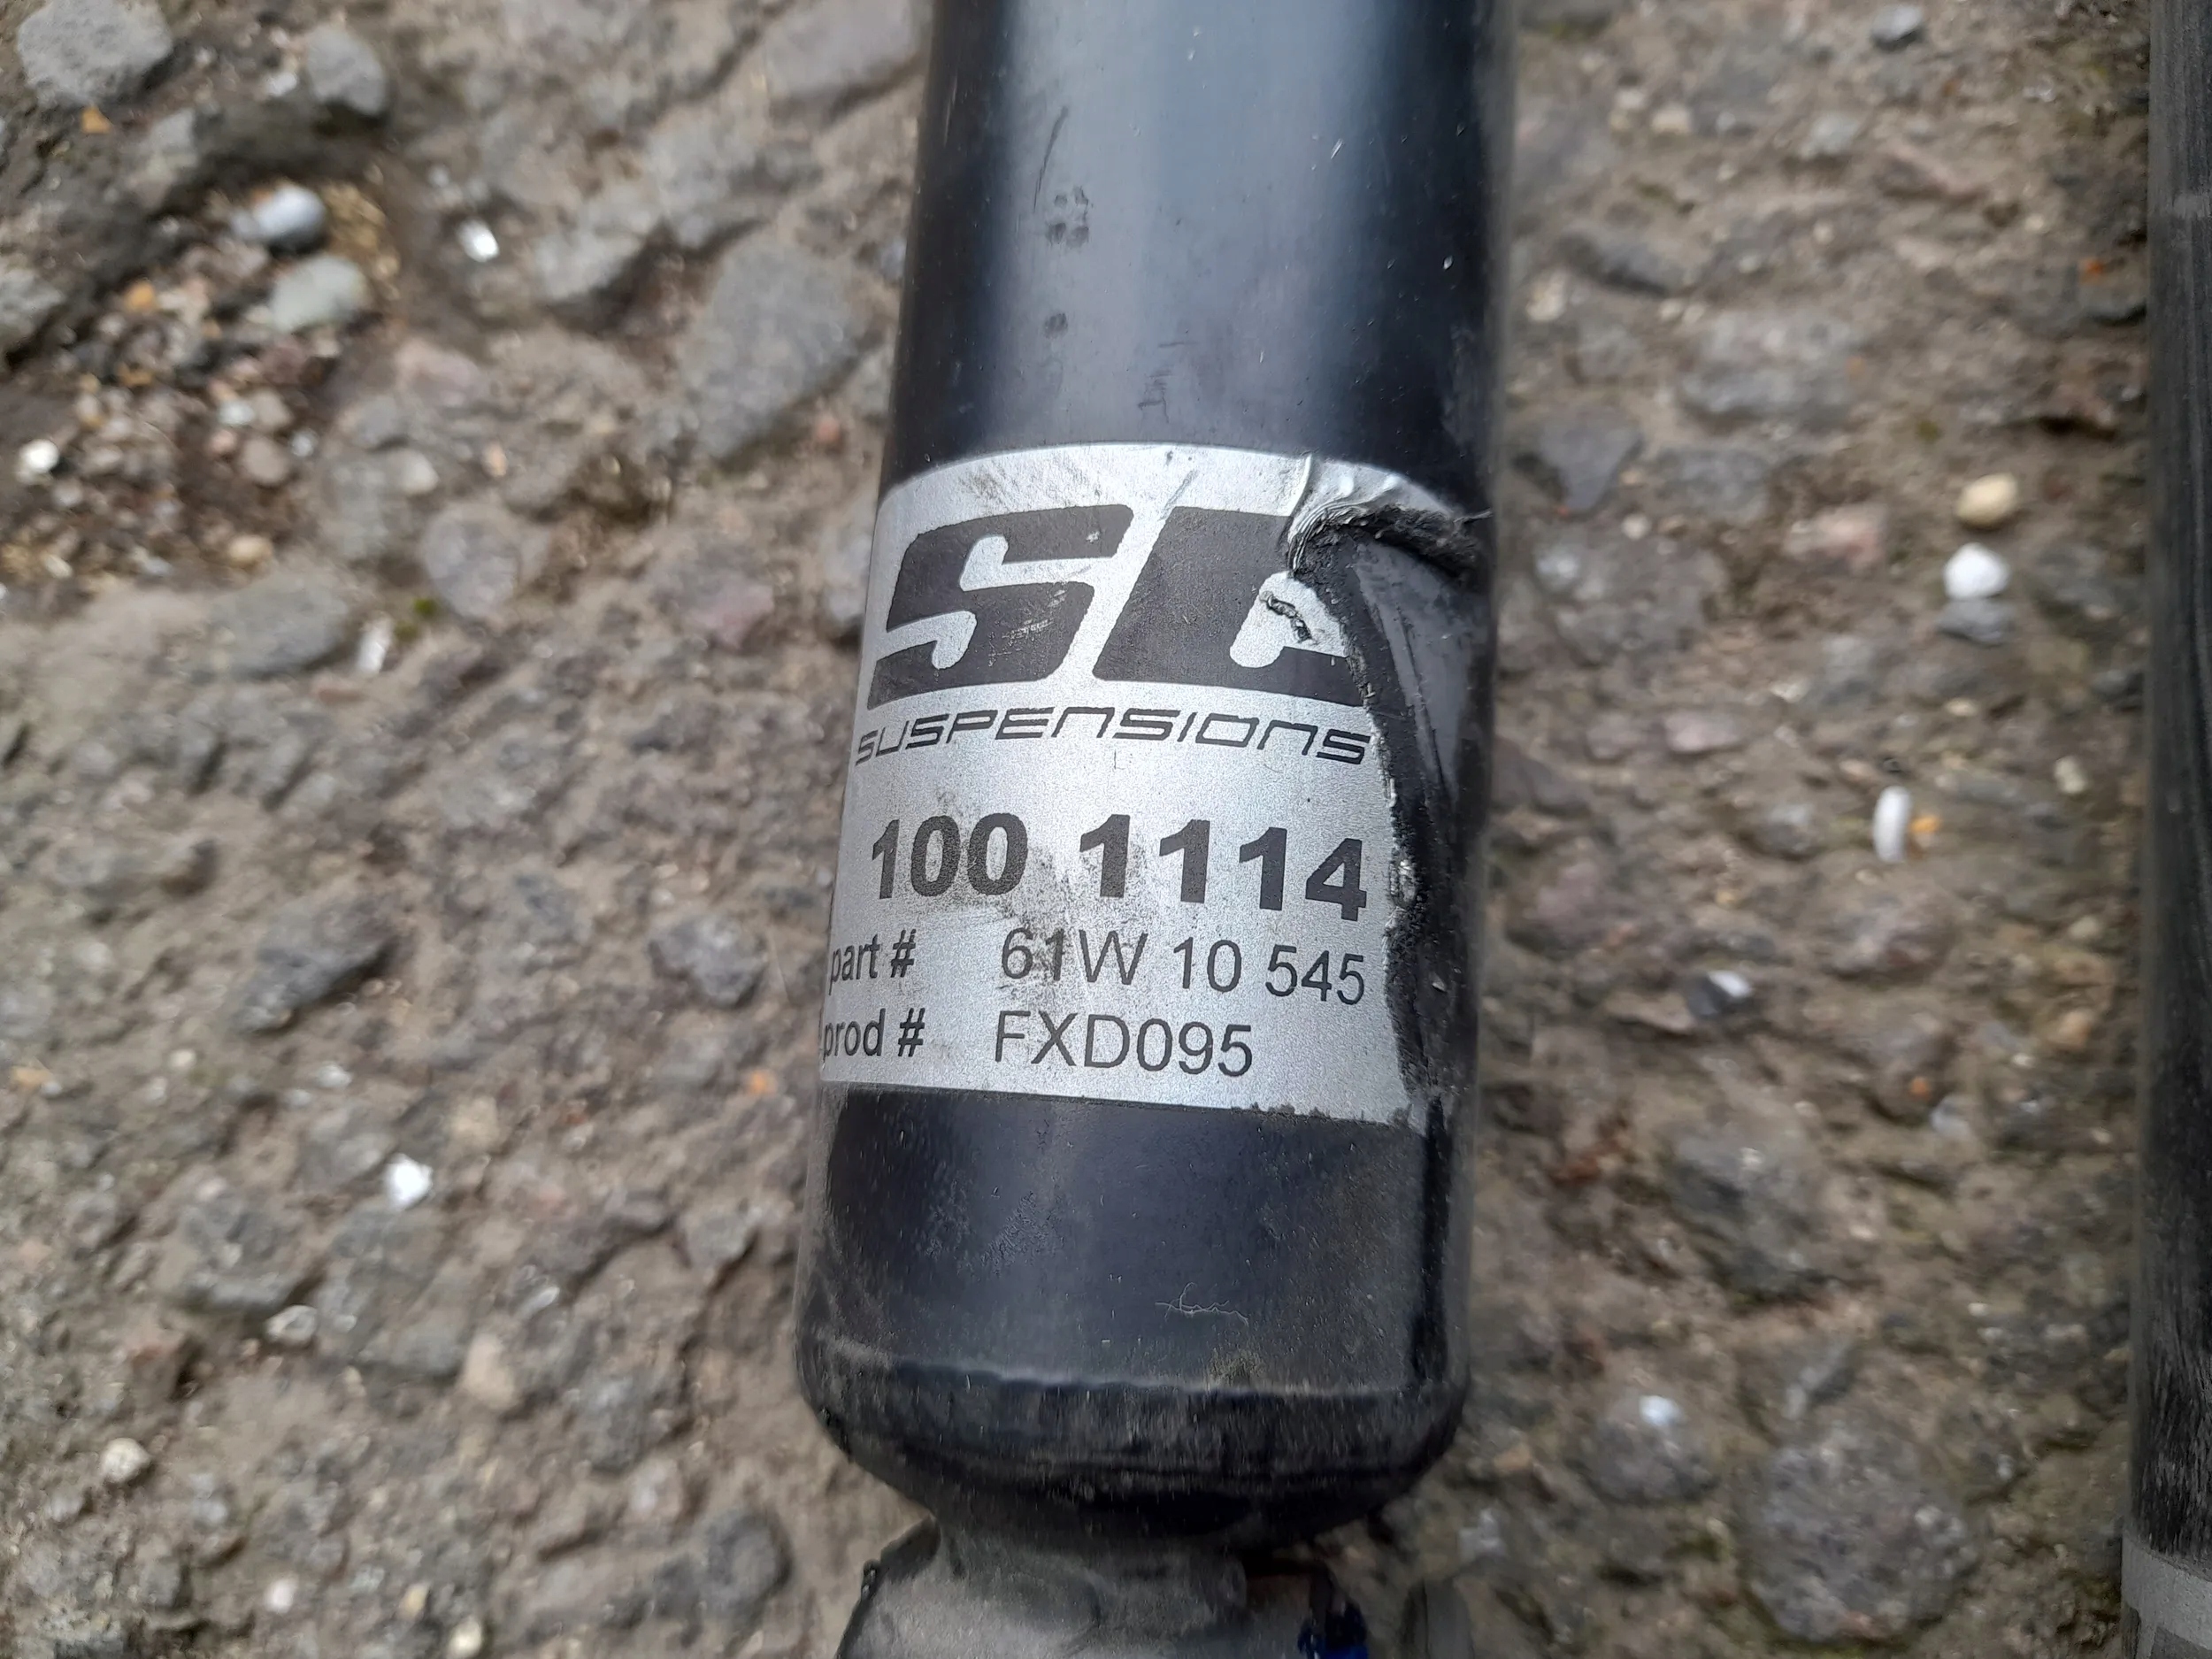 SUSPENSIONS
100 1114
part # 61W 10 545
prod # FXD095